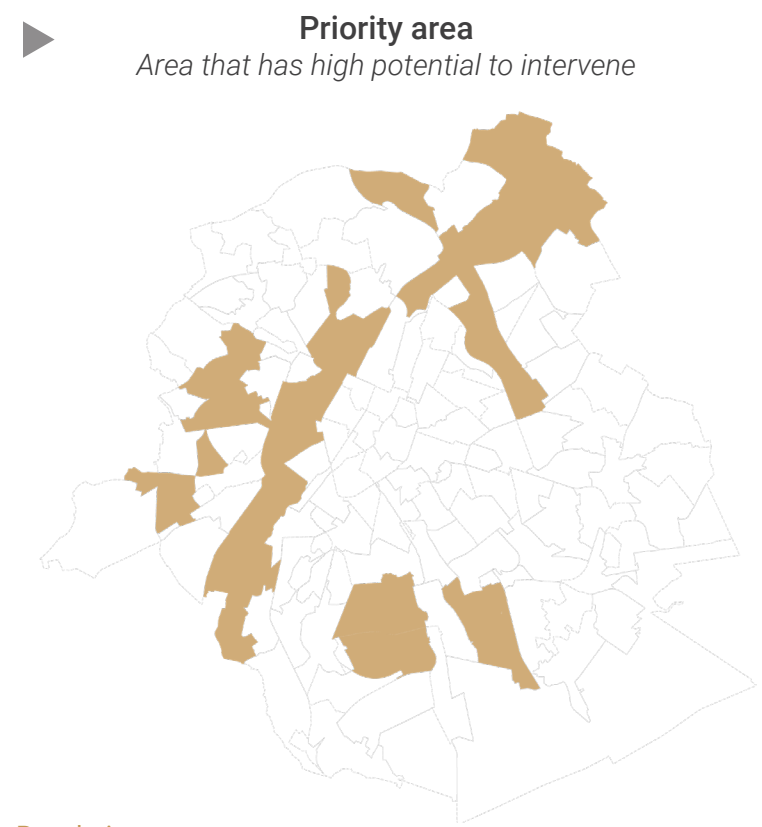 Priority area
Area that has high potential to intervene